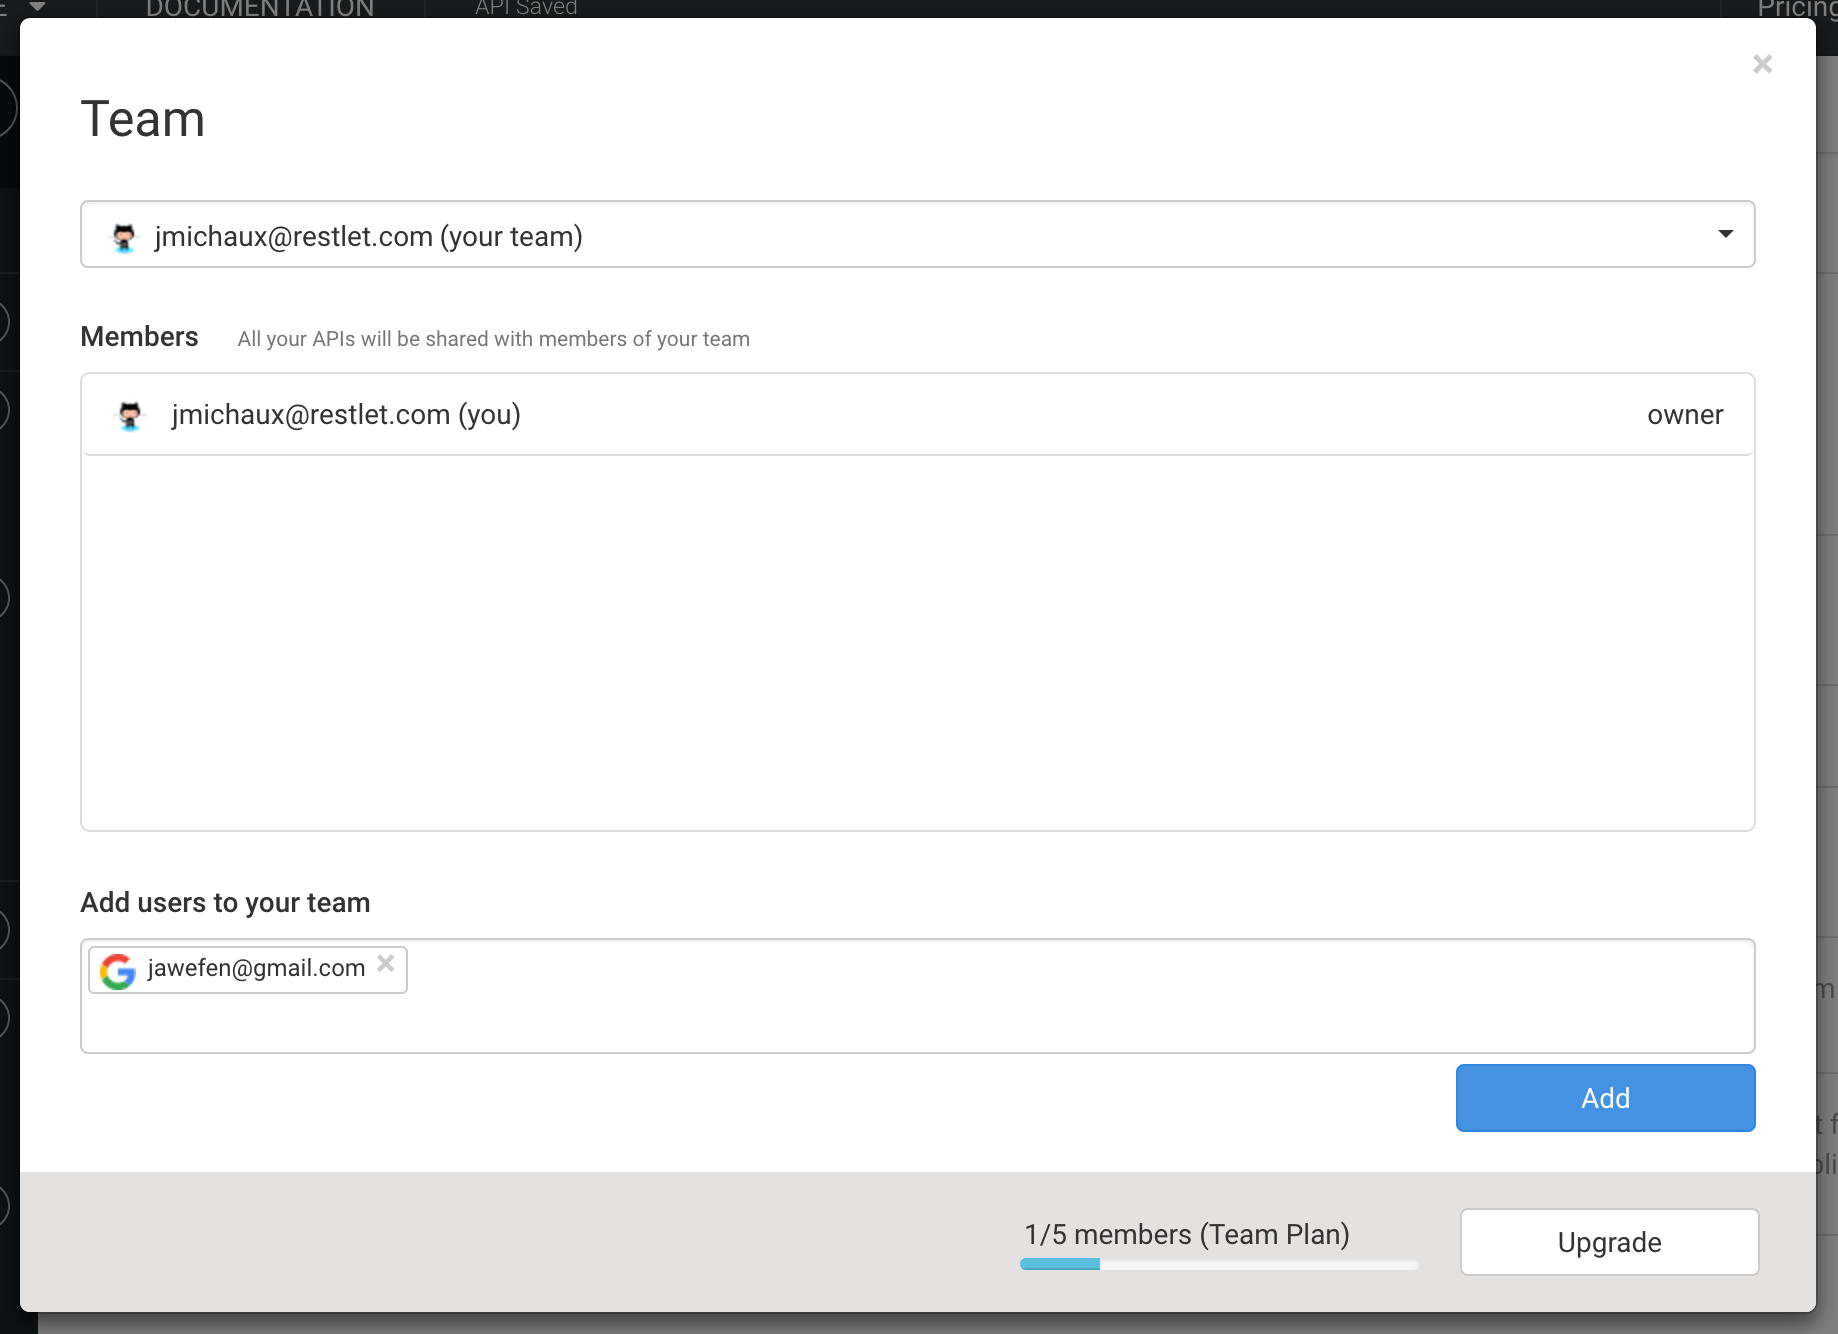 DOCUMENTATION
API Saved
Pricing
Team
jmichaux@restlet.com (your team)
Members
All your APIs will be shared with members of your team
jmichaux@restlet.com (you)
owner
Add users to your team
jawefen@gmail.com
Add
1/5 members (Team Plan)
Upgrade